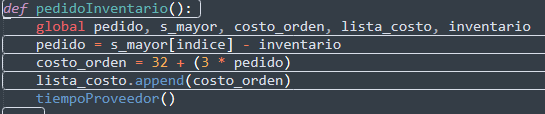 def pedidoInventario():
global pedido, s_mayor, costo_orden, lista_costo, inventario
pedido = s_mayor[indice] - inventario
costo_orden = 32 + (3 * pedido)
lista_costo.append(costo_orden)
tiempoProveedor()